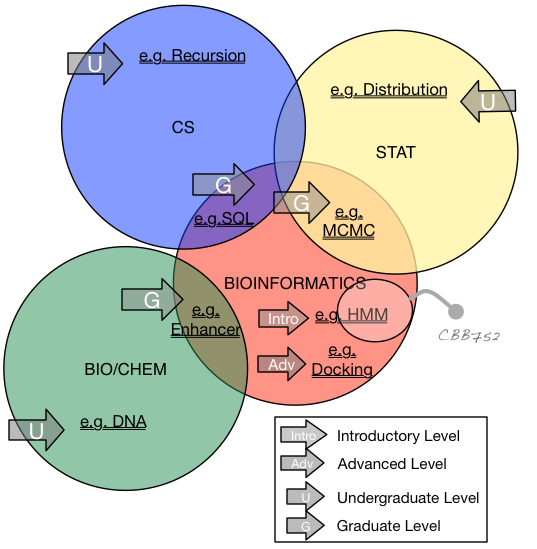 U
e.g. Recursion
e.g. Distribution
U
CS
STAT
G
G
e.g.SQL
e.g.
MCMC
BIOINFORMATICS
G
e.g.
Enhancer
Intro
e.g. HMM
CBB752
e.g.
Docking
Adv
BIO/CHEM
U
e.g. DNA
Intro
Introductory Level
Adv
Advanced Level
U
Undergraduate Level
G
Graduate Level